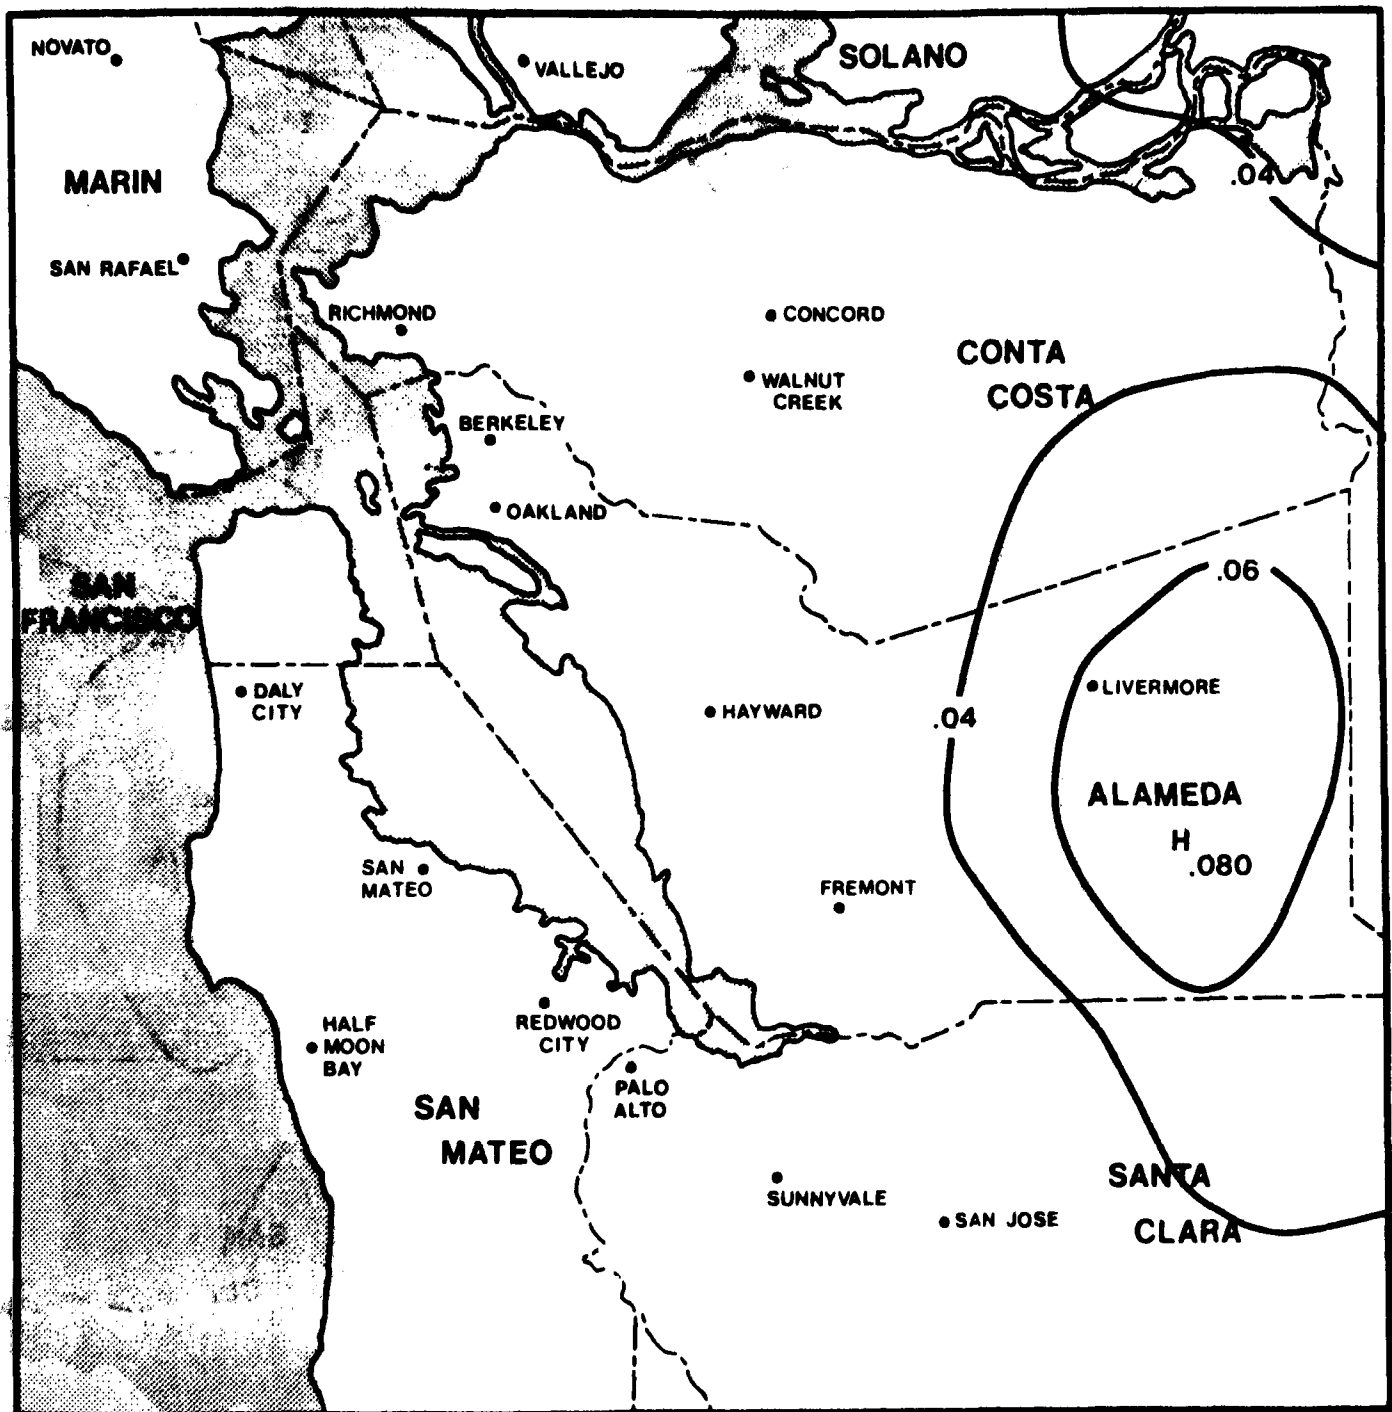 NOVATO
VALLEJO
SOLANO
MARIN
.04
SAN RAFAEL
RICHMOND
CONCORD
CONTA
COSTA
WALNUT
CREEK
BERKELEY
OAKLAND
.06
SAN
FRANCISCO
DALY
CITY
HAYWARD
.04
LIVERMORE
ALAMEDA
H
.080
SAN
MATEO
FREMONT
REDWOOD
CITY
HALF
MOON
BAY
PALO
ALTO
SAN
MATEO
SANTA
CLARA
SUNNYVALE
SAN JOSE